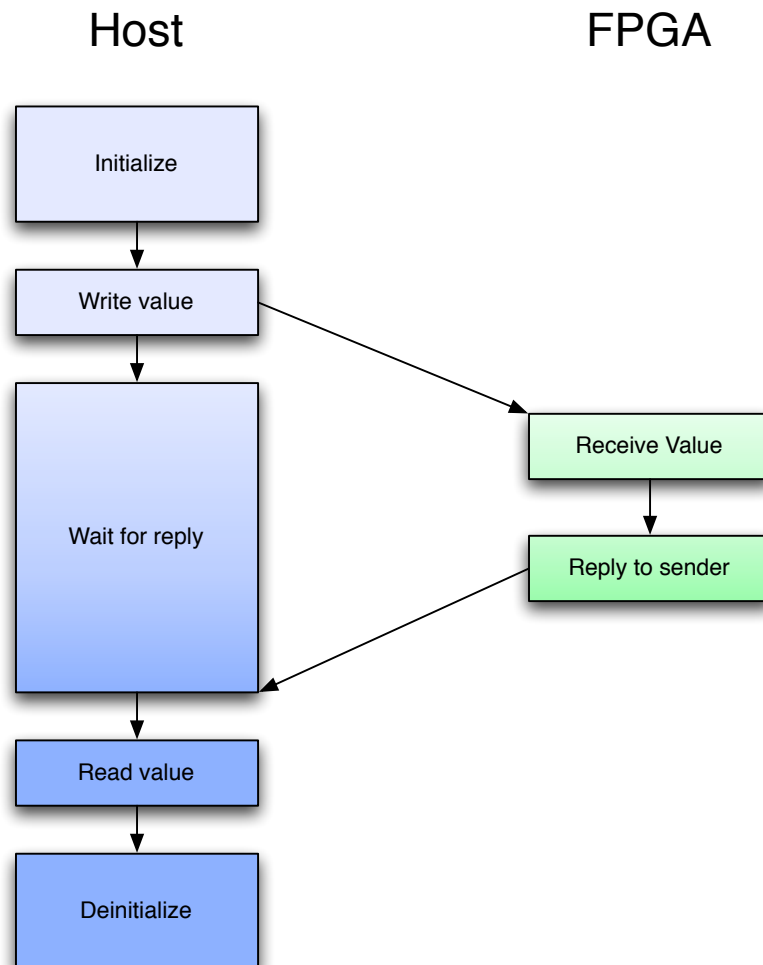 Host
FPGA
Initialize
Write value
Receive Value
Wait for reply
Reply to sender
Read value
Deinitialize